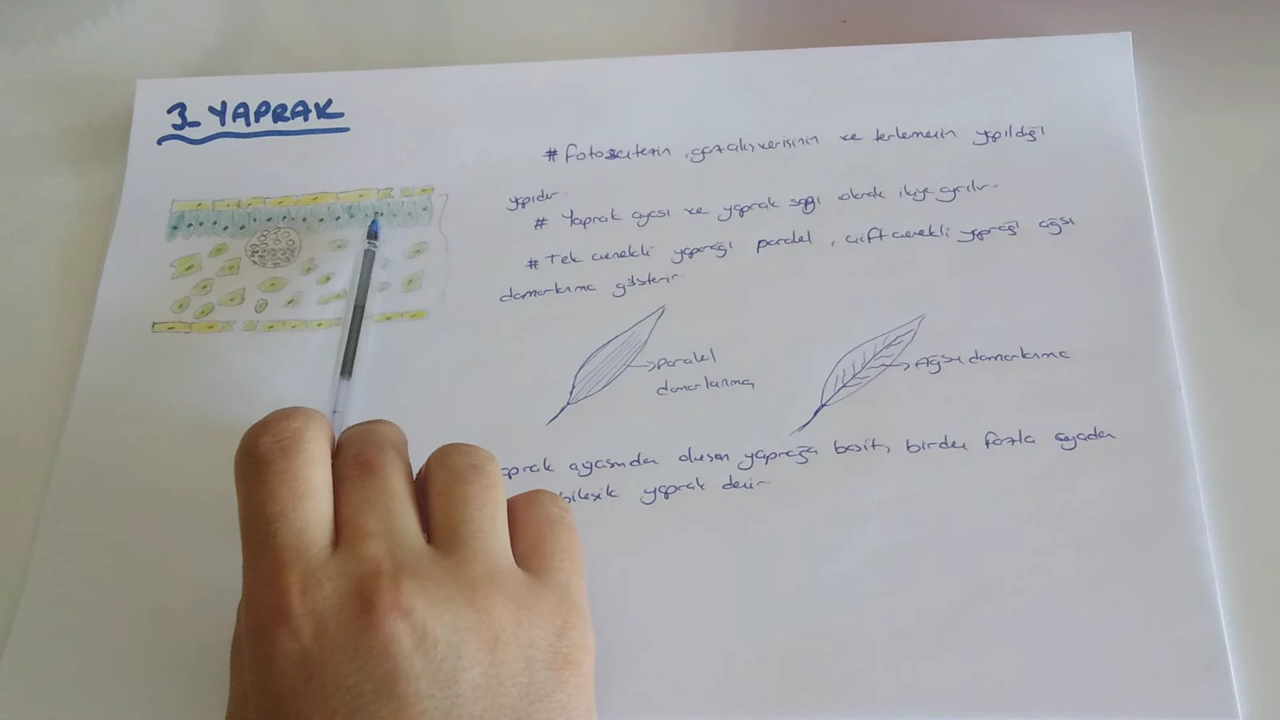 3- YAPRAK
# Fotosentezin, gaz alışverişinin ve terlemenin yapıldığı
yapıdır.
# Yaprak ayası ve yaprak sapı olarak ikiye ayrılır.
# Tek çenekli yaprağı paralel, çift çenekli yaprağı ağsı
damarlanma gösterir.
Paralel
damarlanma
Ağsı damarlanma
ayasından oluşan yaprağa basit, birden fazla ayadan
bileşik yaprak denir